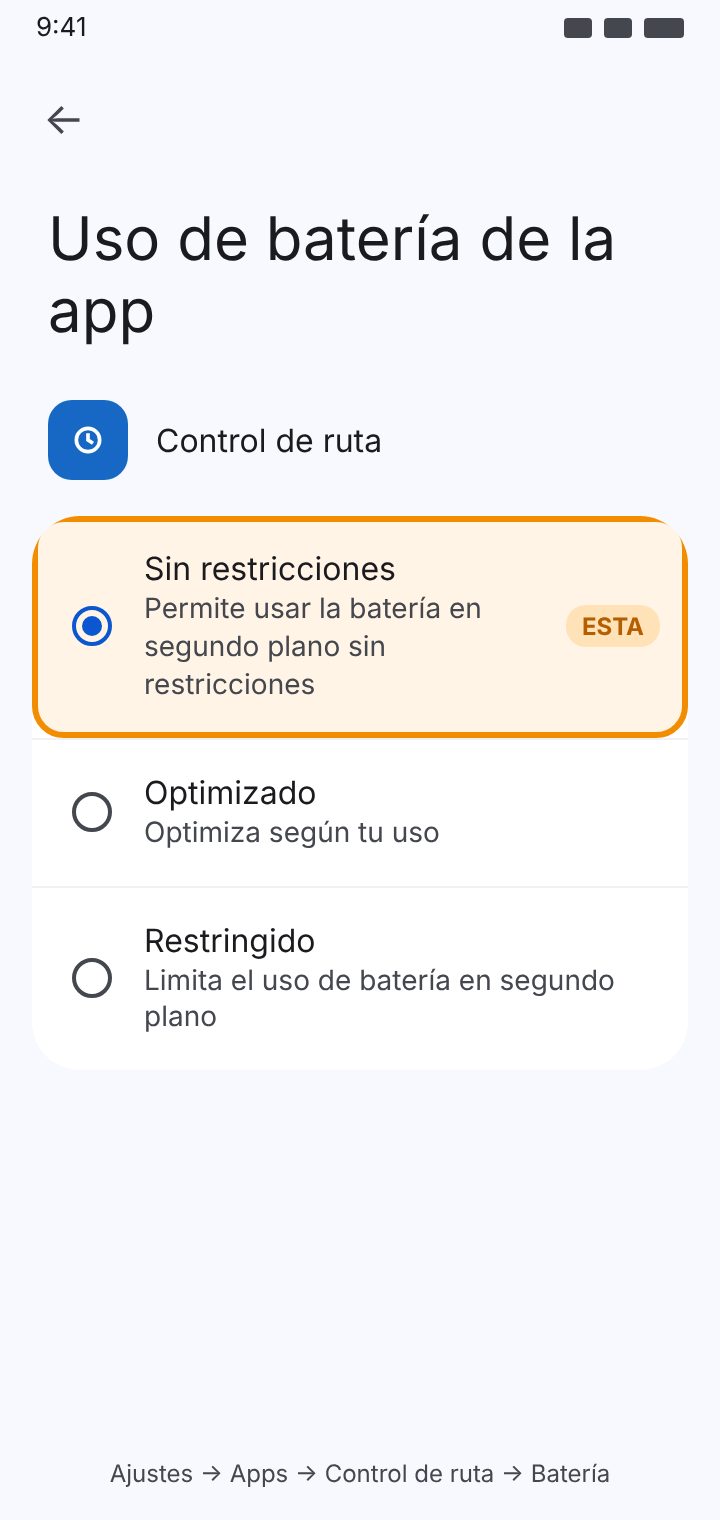 9:41
Uso de batería de la
app
Control de ruta
Sin restricciones
Permite usar la batería en
segundo plano sin
restricciones
ESTA
Optimizado
Optimiza según tu uso
Restringido
Limita el uso de batería en segundo
plano
Ajustes → Apps → Control de ruta → Batería